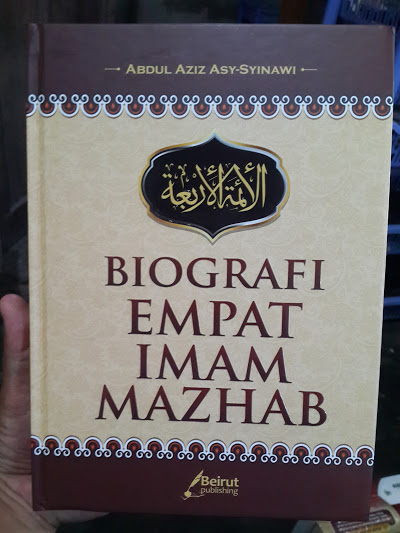 ABDUL AZIZ ASY-SYINAWI
الأئمة الأربعة
BIOGRAFI
EMPAT
IMAM
MAZHAB
Beirut
publishing